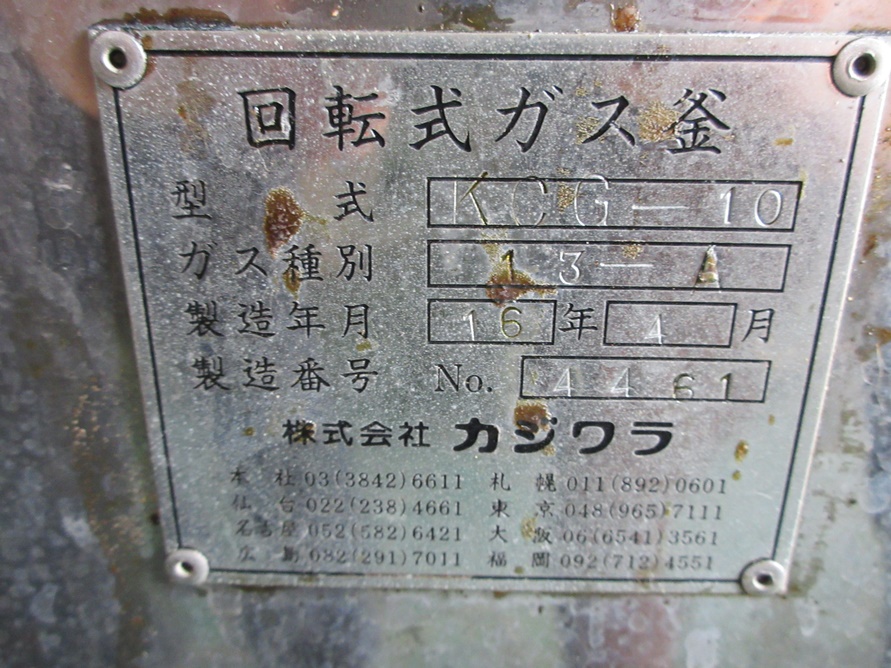 回転式ガス釜
型式 KCG-10
ガス種別 13-A
製造年月 16年 4月
製造番号 No. 4461
株式会社 カジワラ
本社 03(3842)6611 札幌 011(892)0601
仙台 022(238)4661 東京 048(965)7111
名古屋 052(582)6421 大阪 06(6541)3561
広島 082(291)7011 福岡 092(712)4551